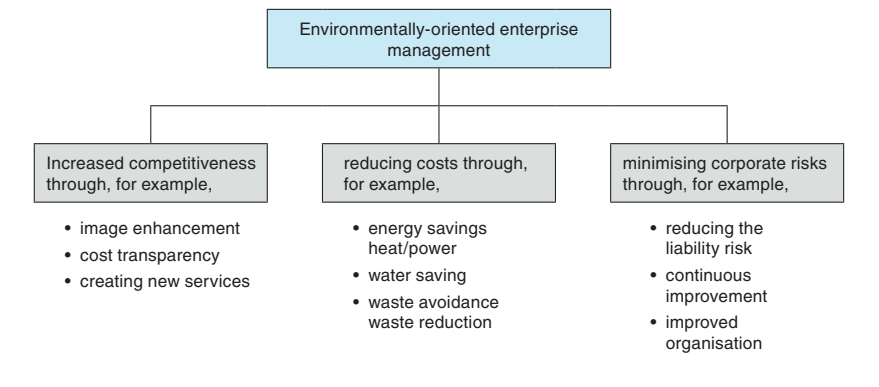 Environmentally-oriented enterprise
management
Increased competitiveness
through, for example,
• image enhancement
• cost transparency
• creating new services
reducing costs through,
for example,
• energy savings
heat/power
• water saving
• waste avoidance
waste reduction
minimising corporate risks
through, for example,
• reducing the
liability risk
• continuous
improvement
• improved
organisation